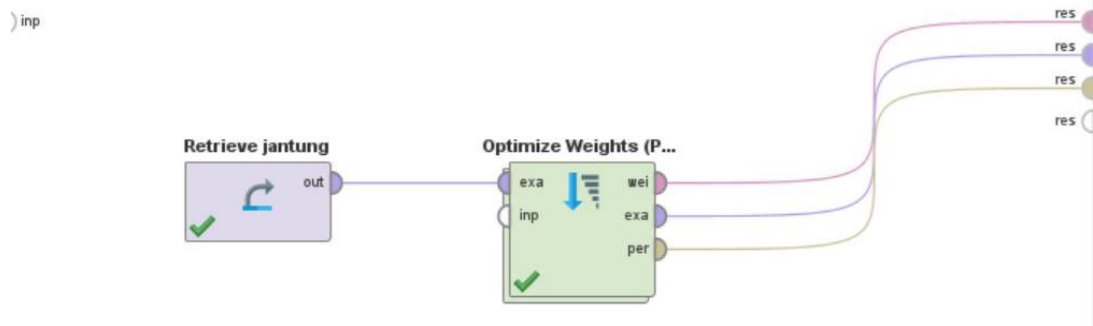 inp
res
res
res
res
Retrieve jantung
out
Optimize Weights (P...
exa
wei
inp
exa
per